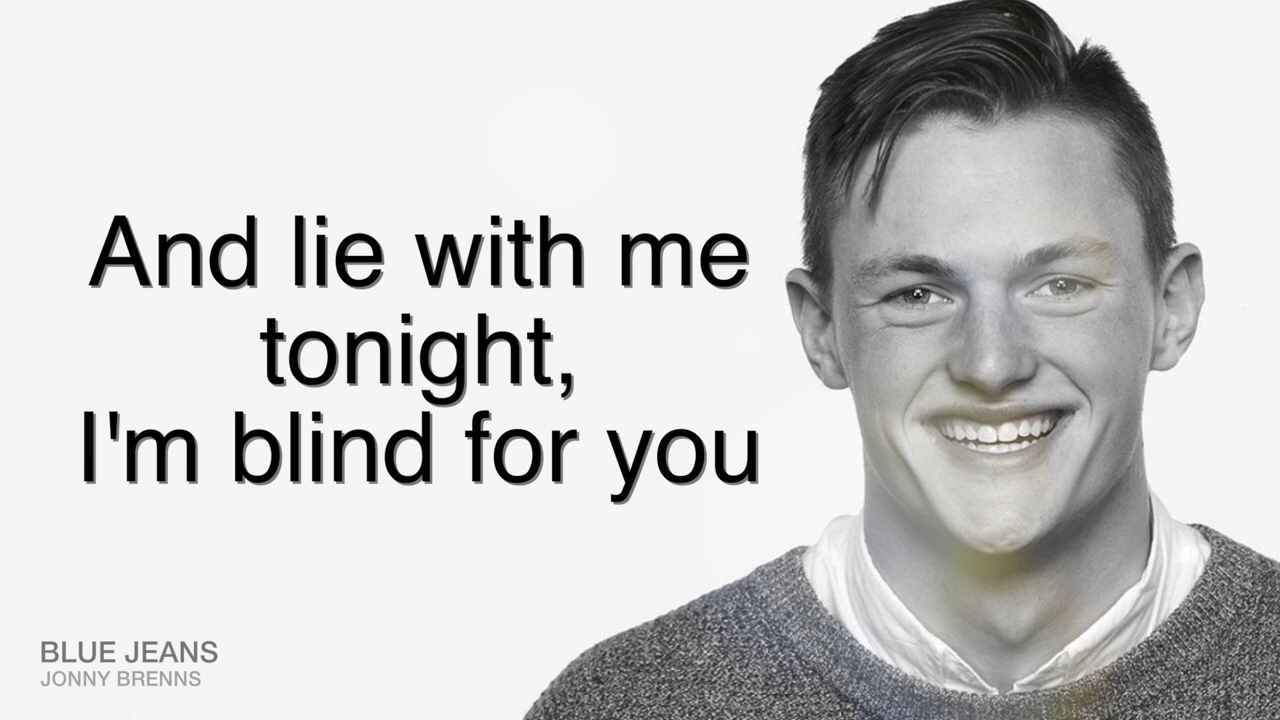 And lie with me
tonight,
I'm blind for you
BLUE JEANS
JONNY BRENNS